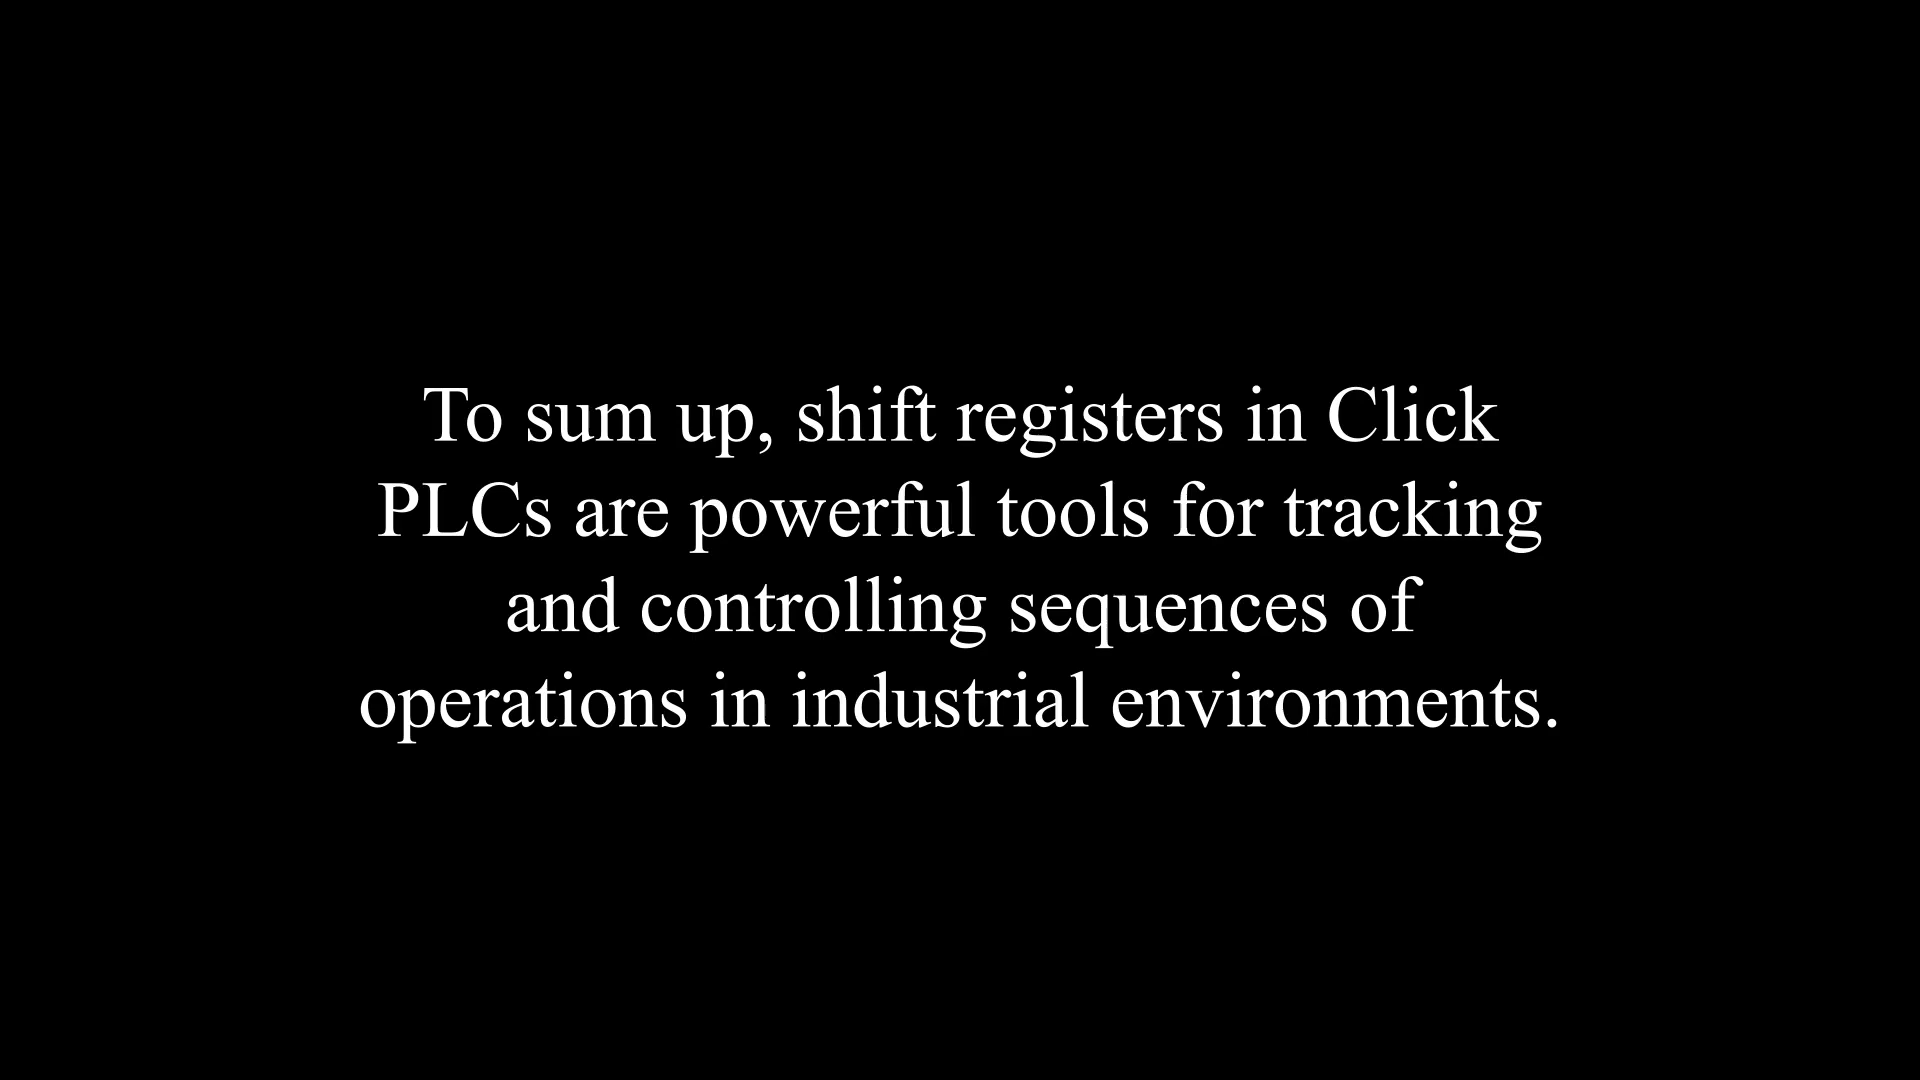 To sum up, shift registers in Click
PLCs are powerful tools for tracking
and controlling sequences of
operations in industrial environments.